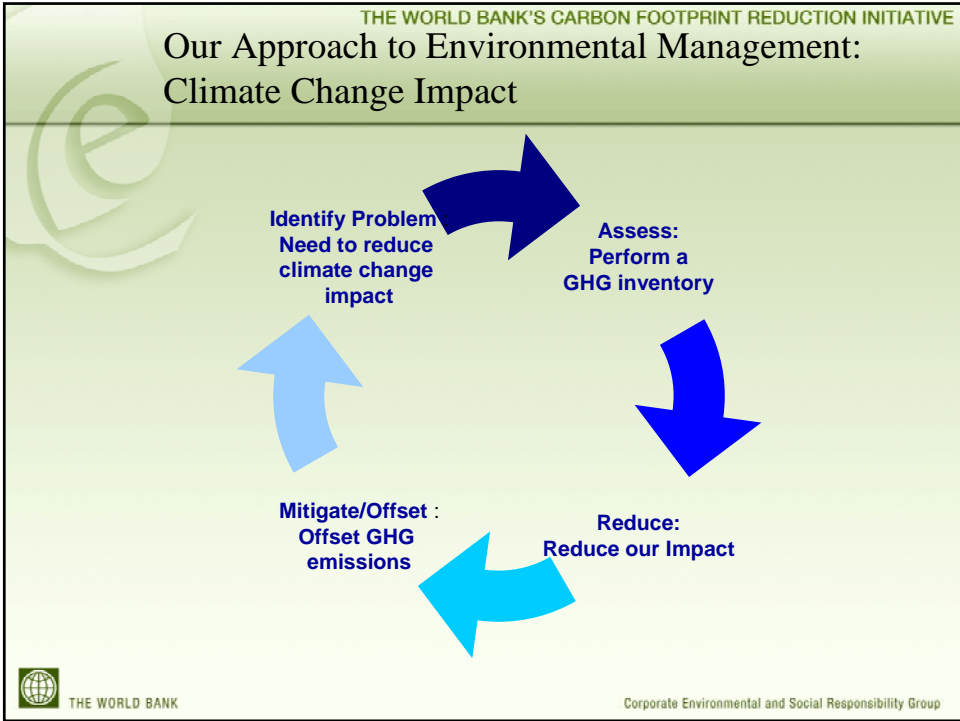 THE WORLD BANK'S CARBON FOOTPRINT REDUCTION INITIATIVE
Our Approach to Environmental Management:
Climate Change Impact
Identify Problem :
Need to reduce
climate change
impact
Assess:
Perform a
GHG inventory
Reduce:
Reduce our Impact
Mitigate/Offset :
Offset GHG
emissions
THE WORLD BANK
Corporate Environmental and Social Responsibility Group